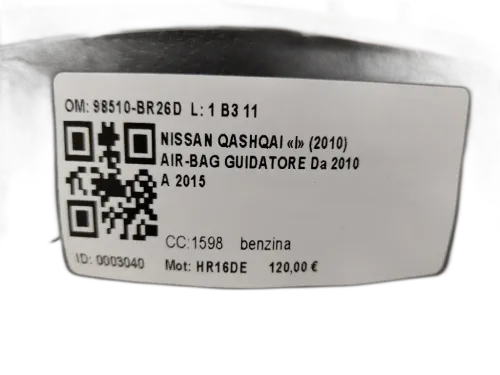 OM: 98510-BR26D L: 1 B3 11
NISSAN QASHQAI «I» (2010)
AIR-BAG GUIDATORE Da 2010
A 2015
CC:1598 benzina
ID: 0003040 Mot: HR16DE 120,00 €